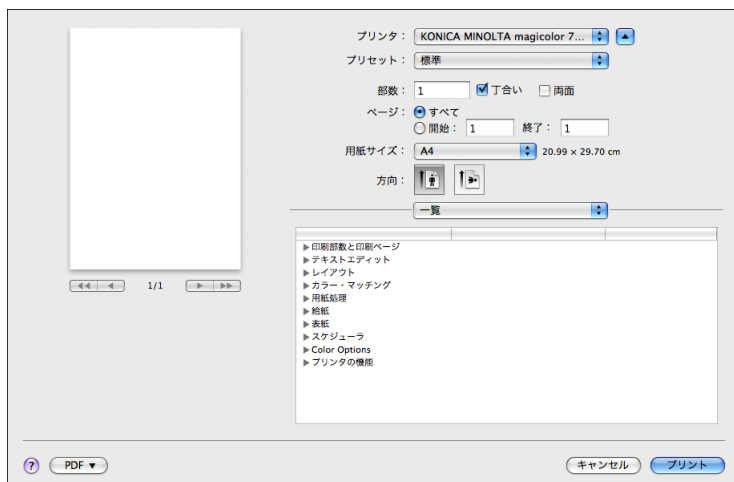 プリンタ： KONICA MINOLTA magicolor 7...
プリセット： 標準
部数： 1 丁合い 両面
ページ： すべて
開始： 1 終了： 1
用紙サイズ： A4 20.99 × 29.70 cm
方向：
一覧
印刷部数と印刷ページ
テキストエディット
レイアウト
カラー・マッチング
用紙処理
給紙
表紙
スケジューラ
Color Options
プリンタの機能
1/1
? PDF ▼ キャンセル プリント